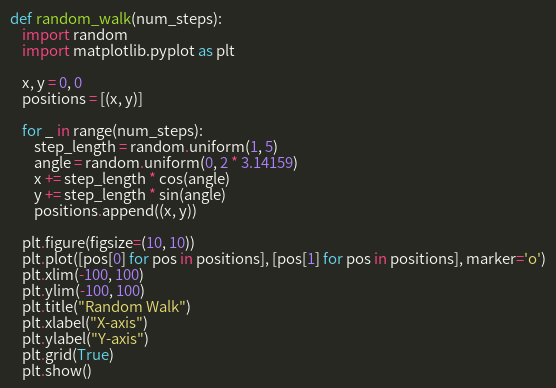 def random_walk(num_steps):
    import random
    import matplotlib.pyplot as plt

    x, y = 0, 0
    positions = [(x, y)]

    for _ in range(num_steps):
        step_length = random.uniform(1, 5)
        angle = random.uniform(0, 2 * 3.14159)
        x += step_length * cos(angle)
        y += step_length * sin(angle)
        positions.append((x, y))

    plt.figure(figsize=(10, 10))
    plt.plot([pos[0] for pos in positions], [pos[1] for pos in positions], marker='o')
    plt.xlim(-100, 100)
    plt.ylim(-100, 100)
    plt.title("Random Walk")
    plt.xlabel("X-axis")
    plt.ylabel("Y-axis")
    plt.grid(True)
    plt.show()